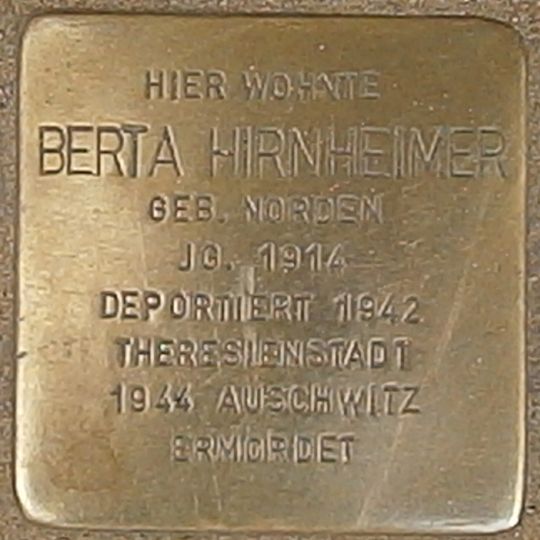 HIER WOHNTE
BERTA HIRNHEIMER
GEB. NORDEN
JG. 1914
DEPORTIERT 1942
THERESIENSTADT
1944 AUSCHWITZ
ERMORDET